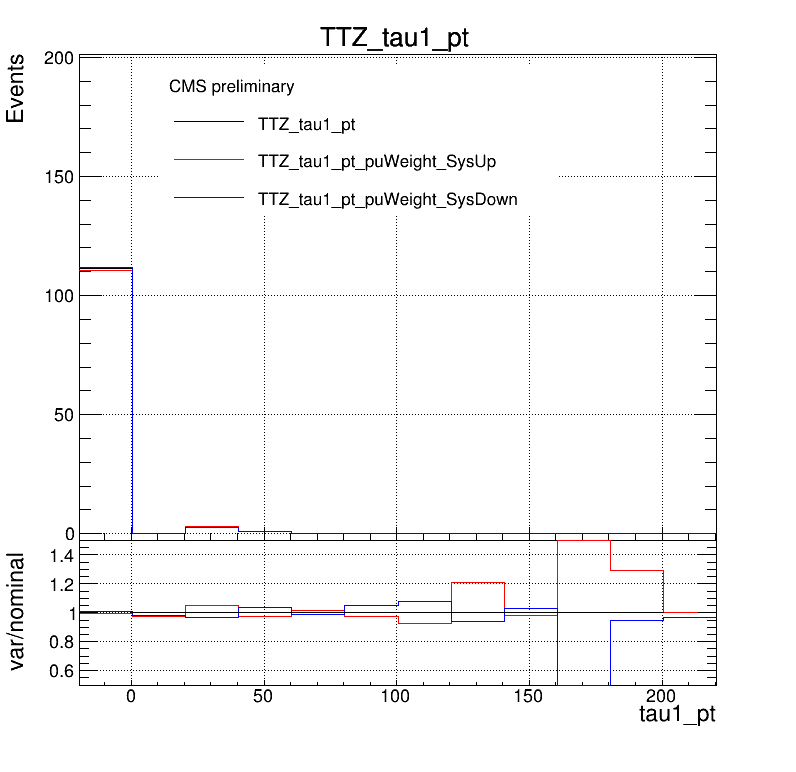 TTZ_tau1_pt
Events
200
150
100
50
0
CMS preliminary
TTZ_tau1_pt
TTZ_tau1_pt_puWeight_SysUp
TTZ_tau1_pt_puWeight_SysDown
var/nominal
1.4
1.2
1
0.8
0.6
0 50 100 150 200
tau1_pt